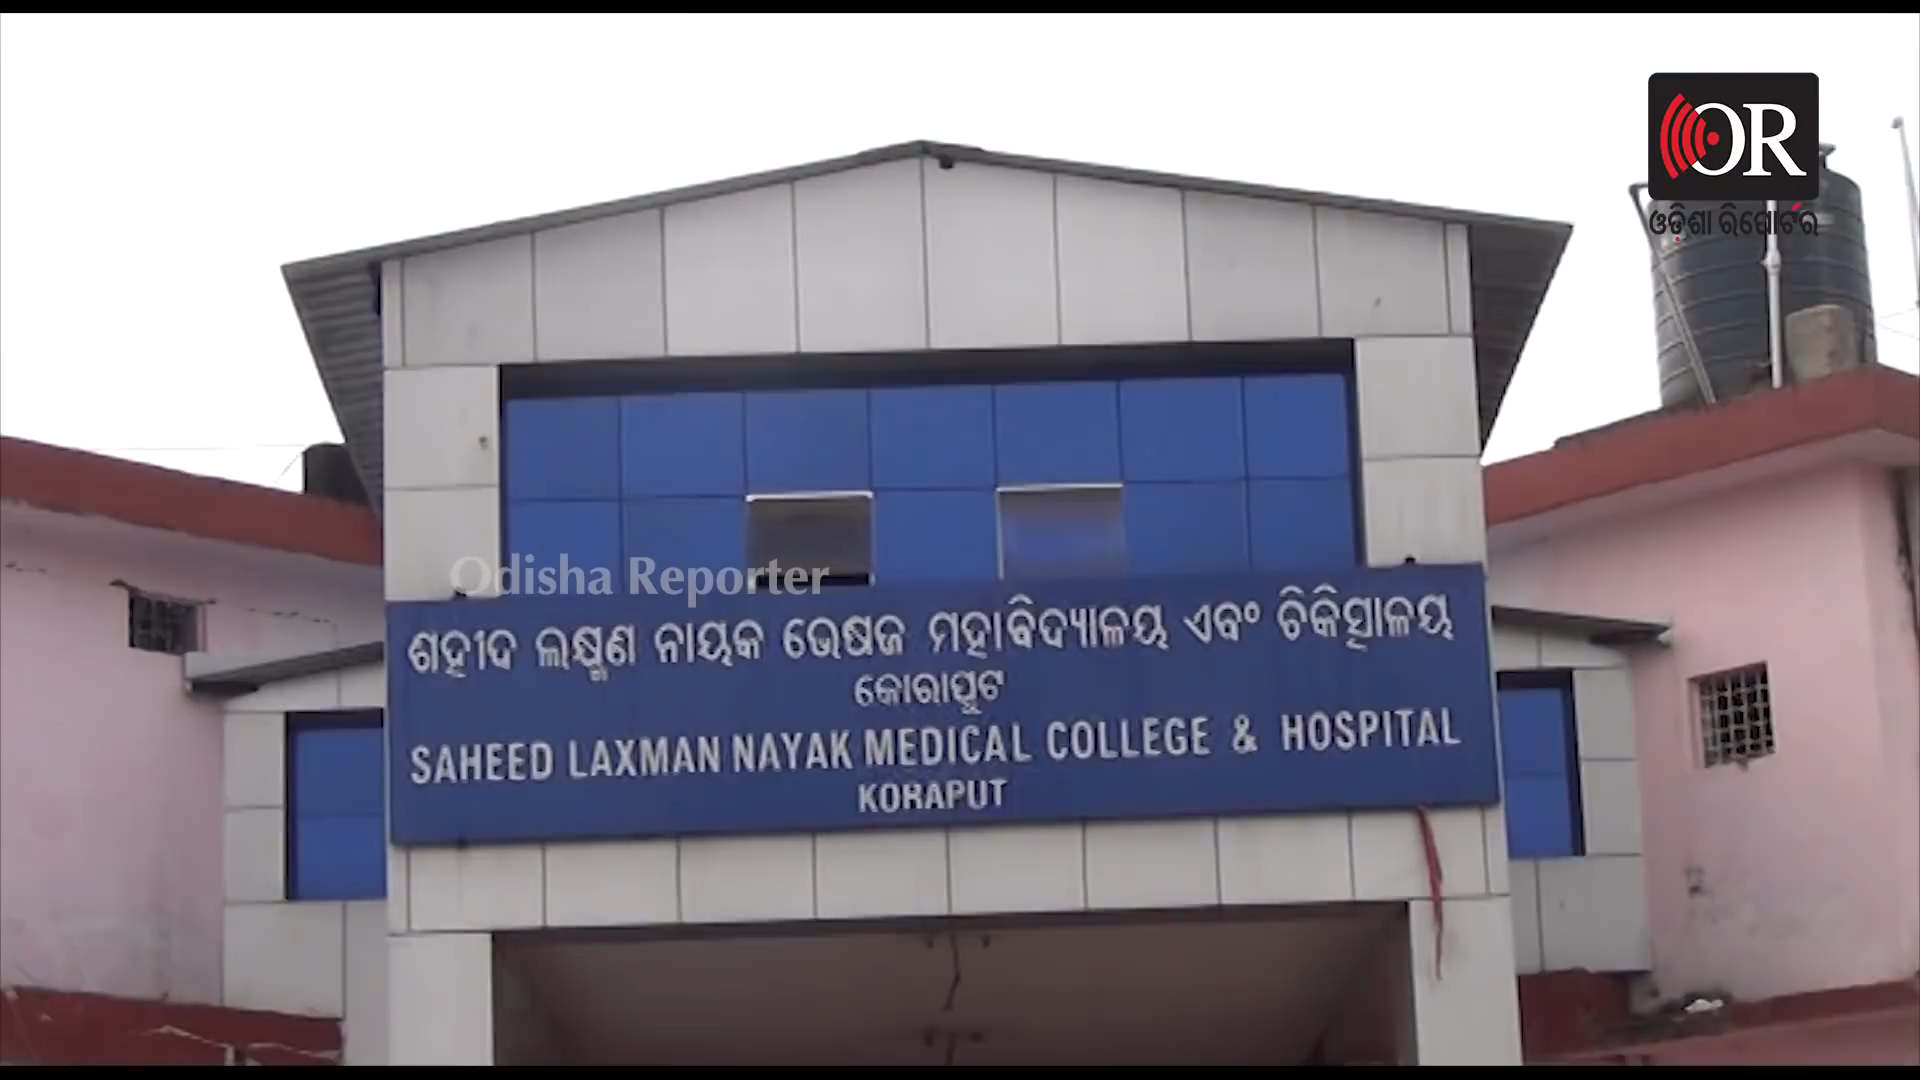 OR
ଓଡ଼ିଶା ରିପୋର୍ଟର
Odisha Reporter
ଶହୀଦ ଲକ୍ଷ୍ମଣ ନାୟକ ଭେଷଜ ମହାବିଦ୍ୟାଳୟ ଏବଂ ଚିକିତ୍ସାଳୟ
କୋରାପୁଟ
SAHEED LAXMAN NAYAK MEDICAL COLLEGE & HOSPITAL
KORAPUT